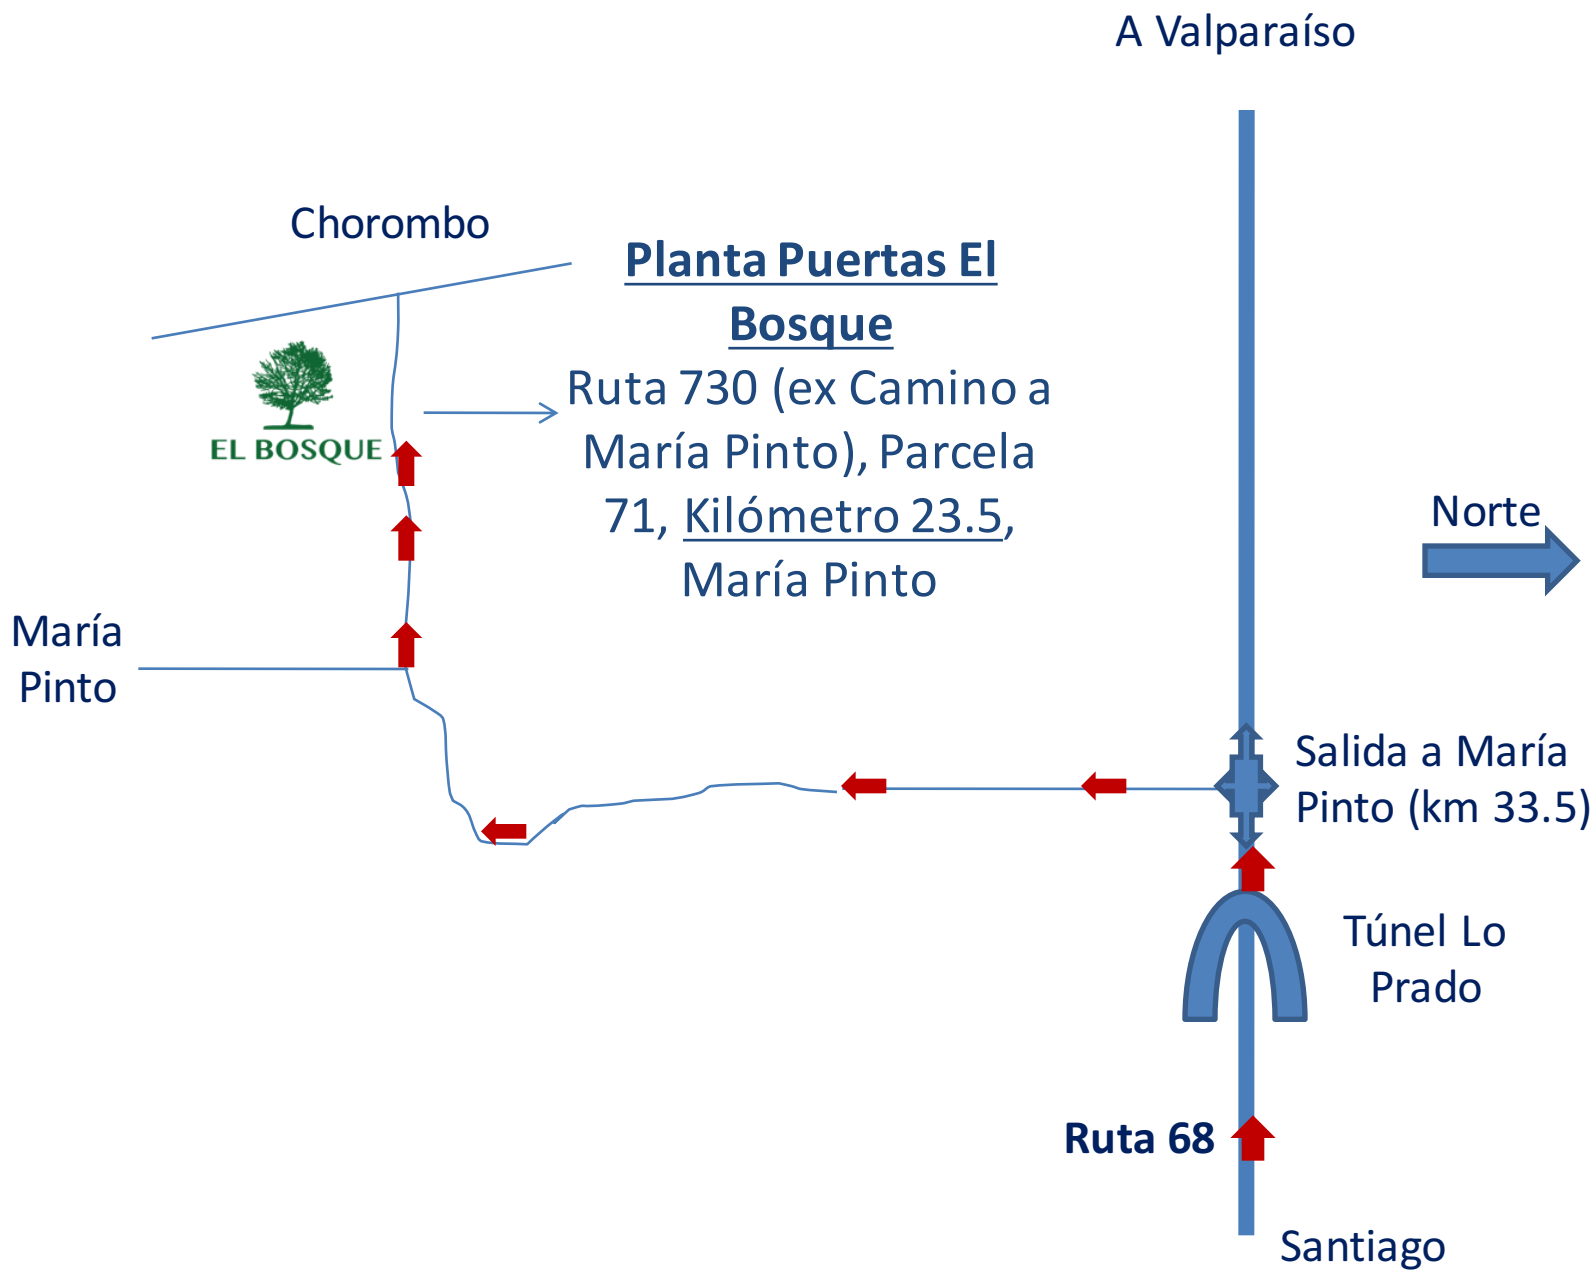 A Valparaíso
Chorombo
Planta Puertas El
Bosque
Ruta 730 (ex Camino a
María Pinto), Parcela
71, Kilómetro 23.5,
María Pinto
EL BOSQUE
Norte
María
Pinto
Salida a María
Pinto (km 33.5)
Túnel Lo
Prado
Ruta 68
Santiago